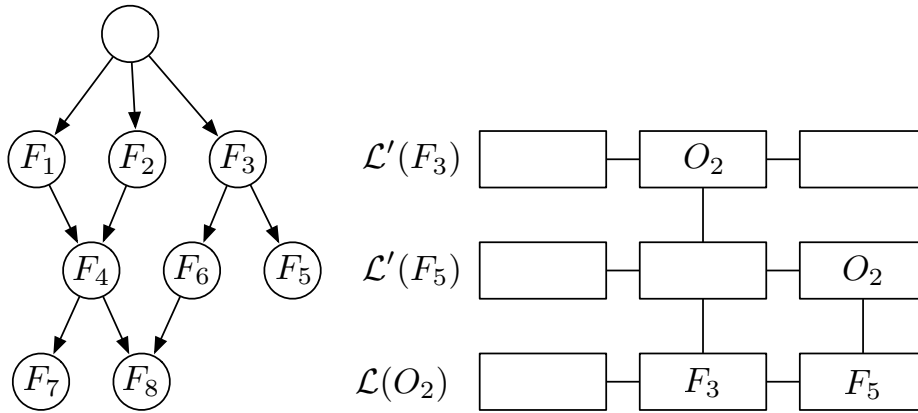 F₁ F₂ F₃
F₄ F₆ F₅
F₇ F₈
ℒ′(F₃) O₂
ℒ′(F₅) O₂
ℒ(O₂) F₃ F₅